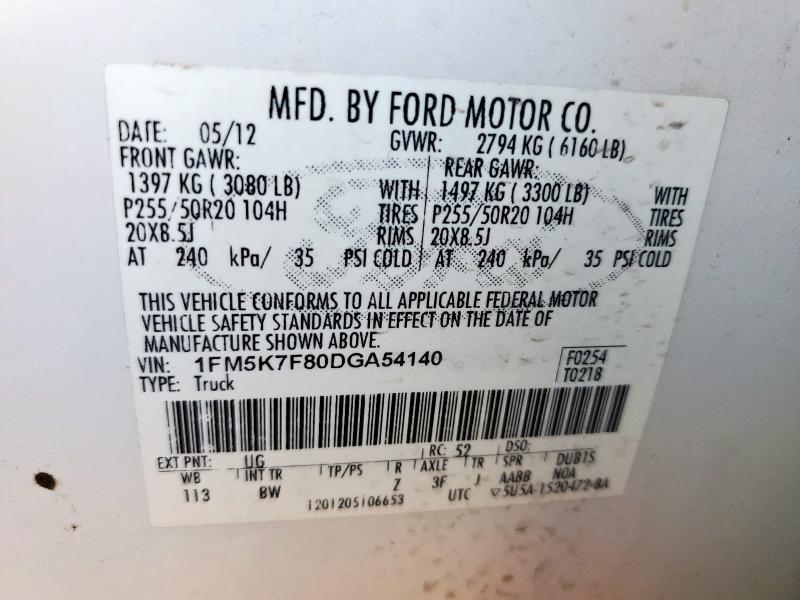 MFD. BY FORD MOTOR CO.
DATE: 05/12 GVWR: 2794 KG ( 6160 LB)
FRONT GAWR: REAR GAWR:
1397 KG ( 3080 LB) WITH 1497 KG ( 3300 LB) WITH
P255/50R20 104H TIRES P255/50R20 104H TIRES
20X8.5J RIMS 20X8.5J RIMS
AT 240 kPa/ 35 PSI COLD AT 240 kPa/ 35 PSI COLD
THIS VEHICLE CONFORMS TO ALL APPLICABLE FEDERAL MOTOR
VEHICLE SAFETY STANDARDS IN EFFECT ON THE DATE OF
MANUFACTURE SHOWN ABOVE.
VIN: 1FM5K7F80DGA54140 F0254
TYPE: Truck T0218
EXT PNT: UG RC: 52 DSO:
WB INT TR TP/PS R AXLE TR SPR DUB1S
113 BW Z 3F J AABB N0A
1201205106653 UTC ▽5U5A-1520472-BA